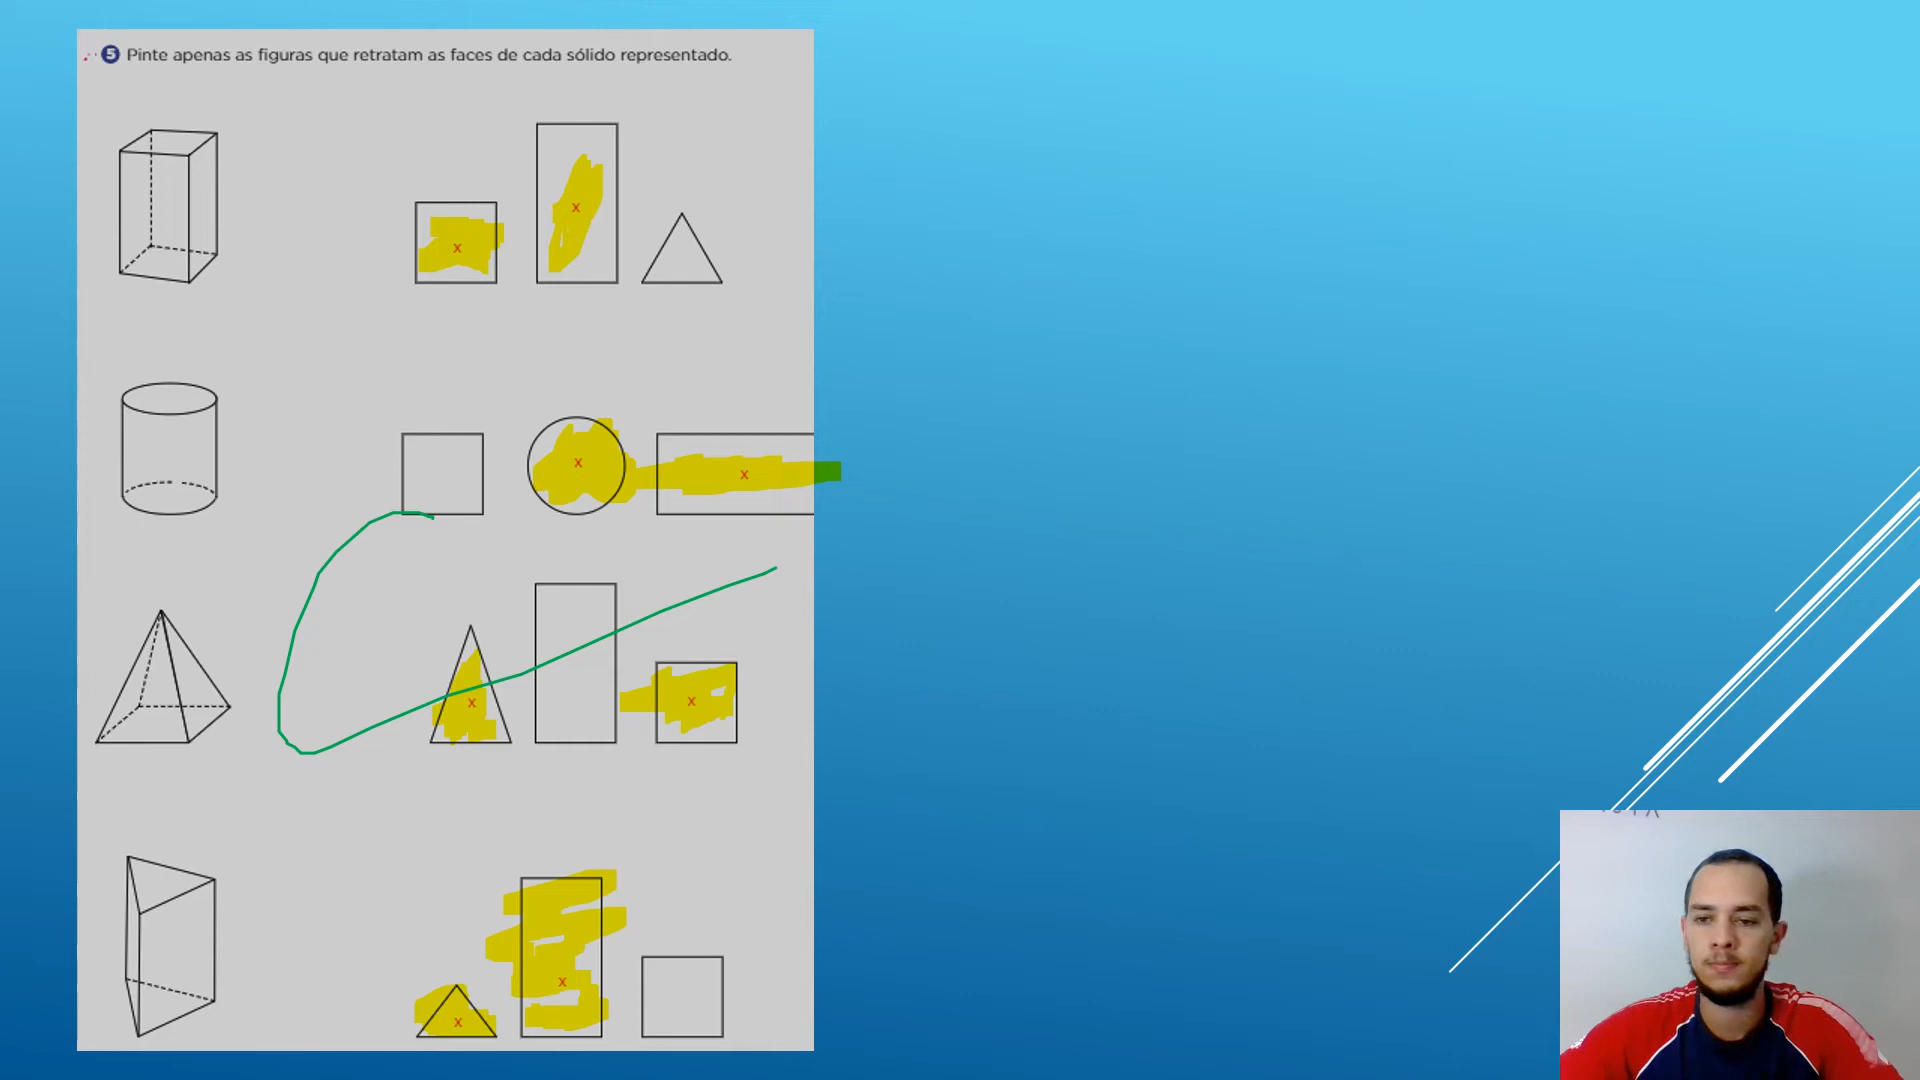 5 Pinte apenas as figuras que retratam as faces de cada sólido representado.
x
x
x
x
x
x
x
x